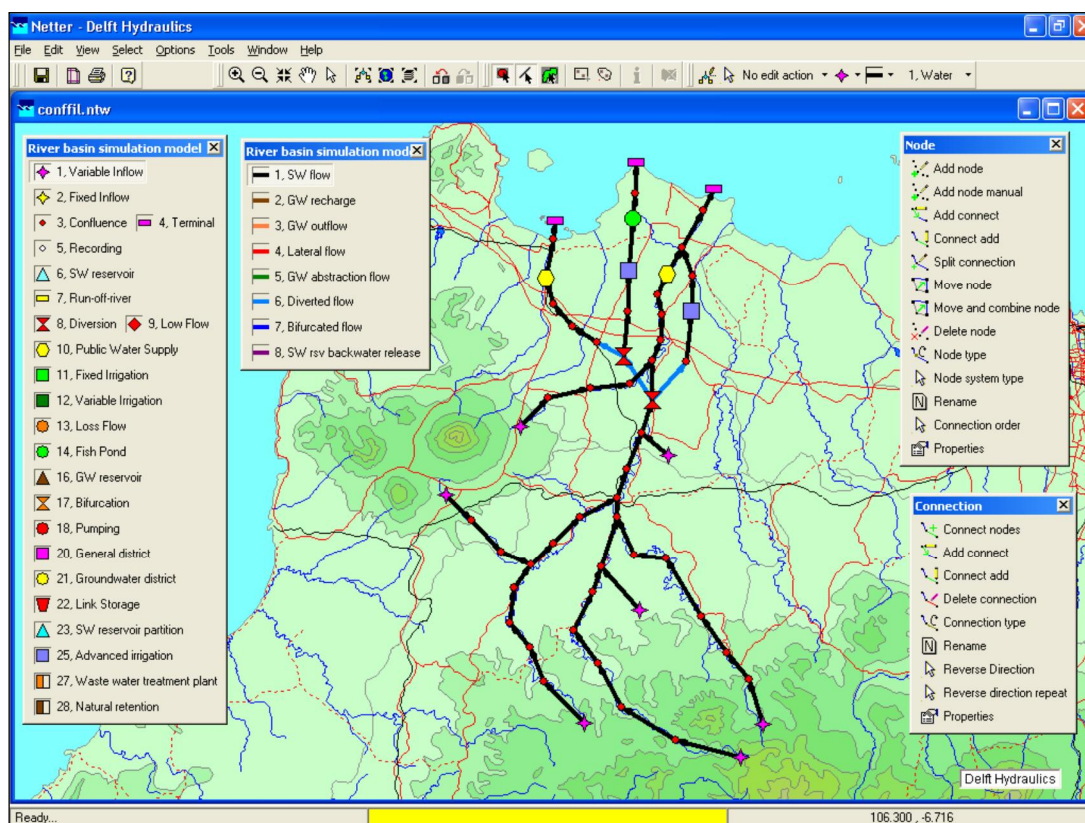 Netter - Delft Hydraulics
File Edit View Select Options Tools Window Help
No edit action
1, Water
conffil.ntw
River basin simulation model
1, Variable Inflow
2, Fixed Inflow
3, Confluence 4, Terminal
5, Recording
6, SW reservoir
7, Run-off-river
8, Diversion 9, Low Flow
10, Public Water Supply
11, Fixed Irrigation
12, Variable Irrigation
13, Loss Flow
14, Fish Pond
16, GW reservoir
17, Bifurcation
18, Pumping
20, General district
21, Groundwater district
22, Link Storage
23, SW reservoir partition
25, Advanced irrigation
27, Waste water treatment plant
28, Natural retention
River basin simulation mode
1, SW flow
2, GW recharge
3, GW outflow
4, Lateral flow
5, GW abstraction flow
6, Diverted flow
7, Bifurcated flow
8, SW rsv backwater release
Node
Add node
Add node manual
Add connect
Connect add
Split connection
Move node
Move and combine node
Delete node
Node type
Node system type
N Rename
Connection order
Properties
Connection
Connect nodes
Add connect
Connect add
Delete connection
Connection type
N Rename
Reverse Direction
Reverse direction repeat
Properties
Delft Hydraulics
Ready...
106.300 , -6.716